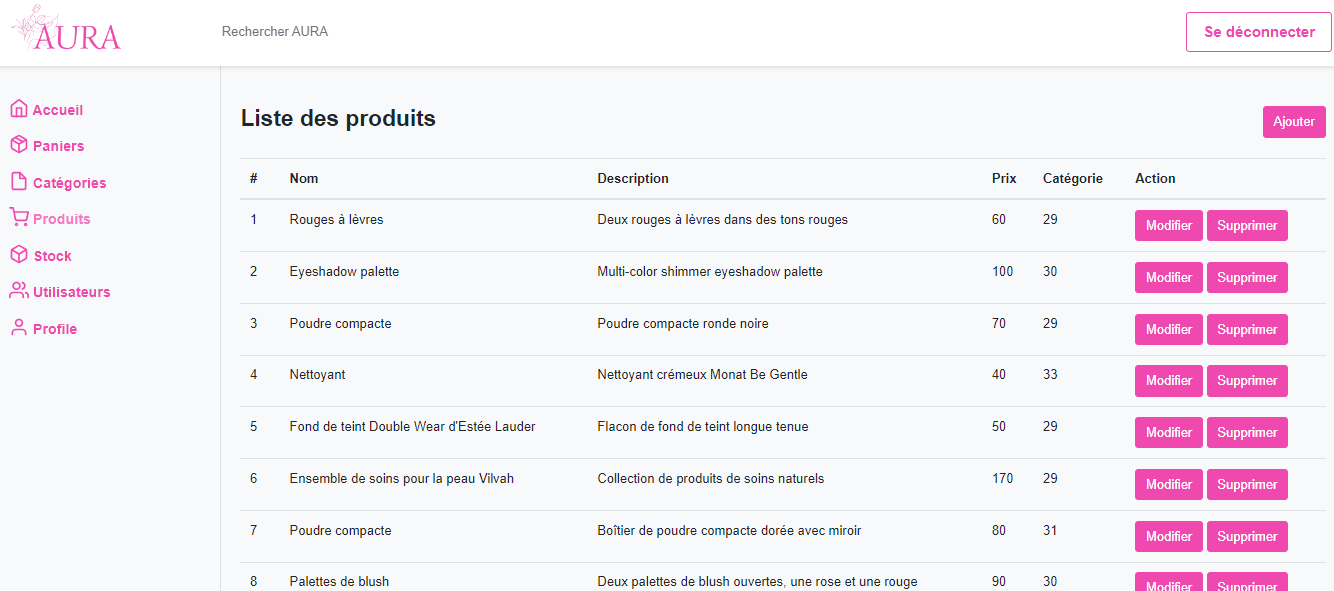 AURA
Rechercher AURA
Se déconnecter
Accueil
Paniers
Catégories
Produits
Stock
Utilisateurs
Profile
Liste des produits
Ajouter
# Nom Description Prix Catégorie Action
1 Rouges à lèvres Deux rouges à lèvres dans des tons rouges 60 29 Modifier Supprimer
2 Eyeshadow palette Multi-color shimmer eyeshadow palette 100 30 Modifier Supprimer
3 Poudre compacte Poudre compacte ronde noire 70 29 Modifier Supprimer
4 Nettoyant Nettoyant crémeux Monat Be Gentle 40 33 Modifier Supprimer
5 Fond de teint Double Wear d'Estée Lauder Flacon de fond de teint longue tenue 50 29 Modifier Supprimer
6 Ensemble de soins pour la peau Vilvah Collection de produits de soins naturels 170 29 Modifier Supprimer
7 Poudre compacte Boîtier de poudre compacte dorée avec miroir 80 31 Modifier Supprimer
8 Palettes de blush Deux palettes de blush ouvertes, une rose et une rouge 90 30 Modifier Supprimer